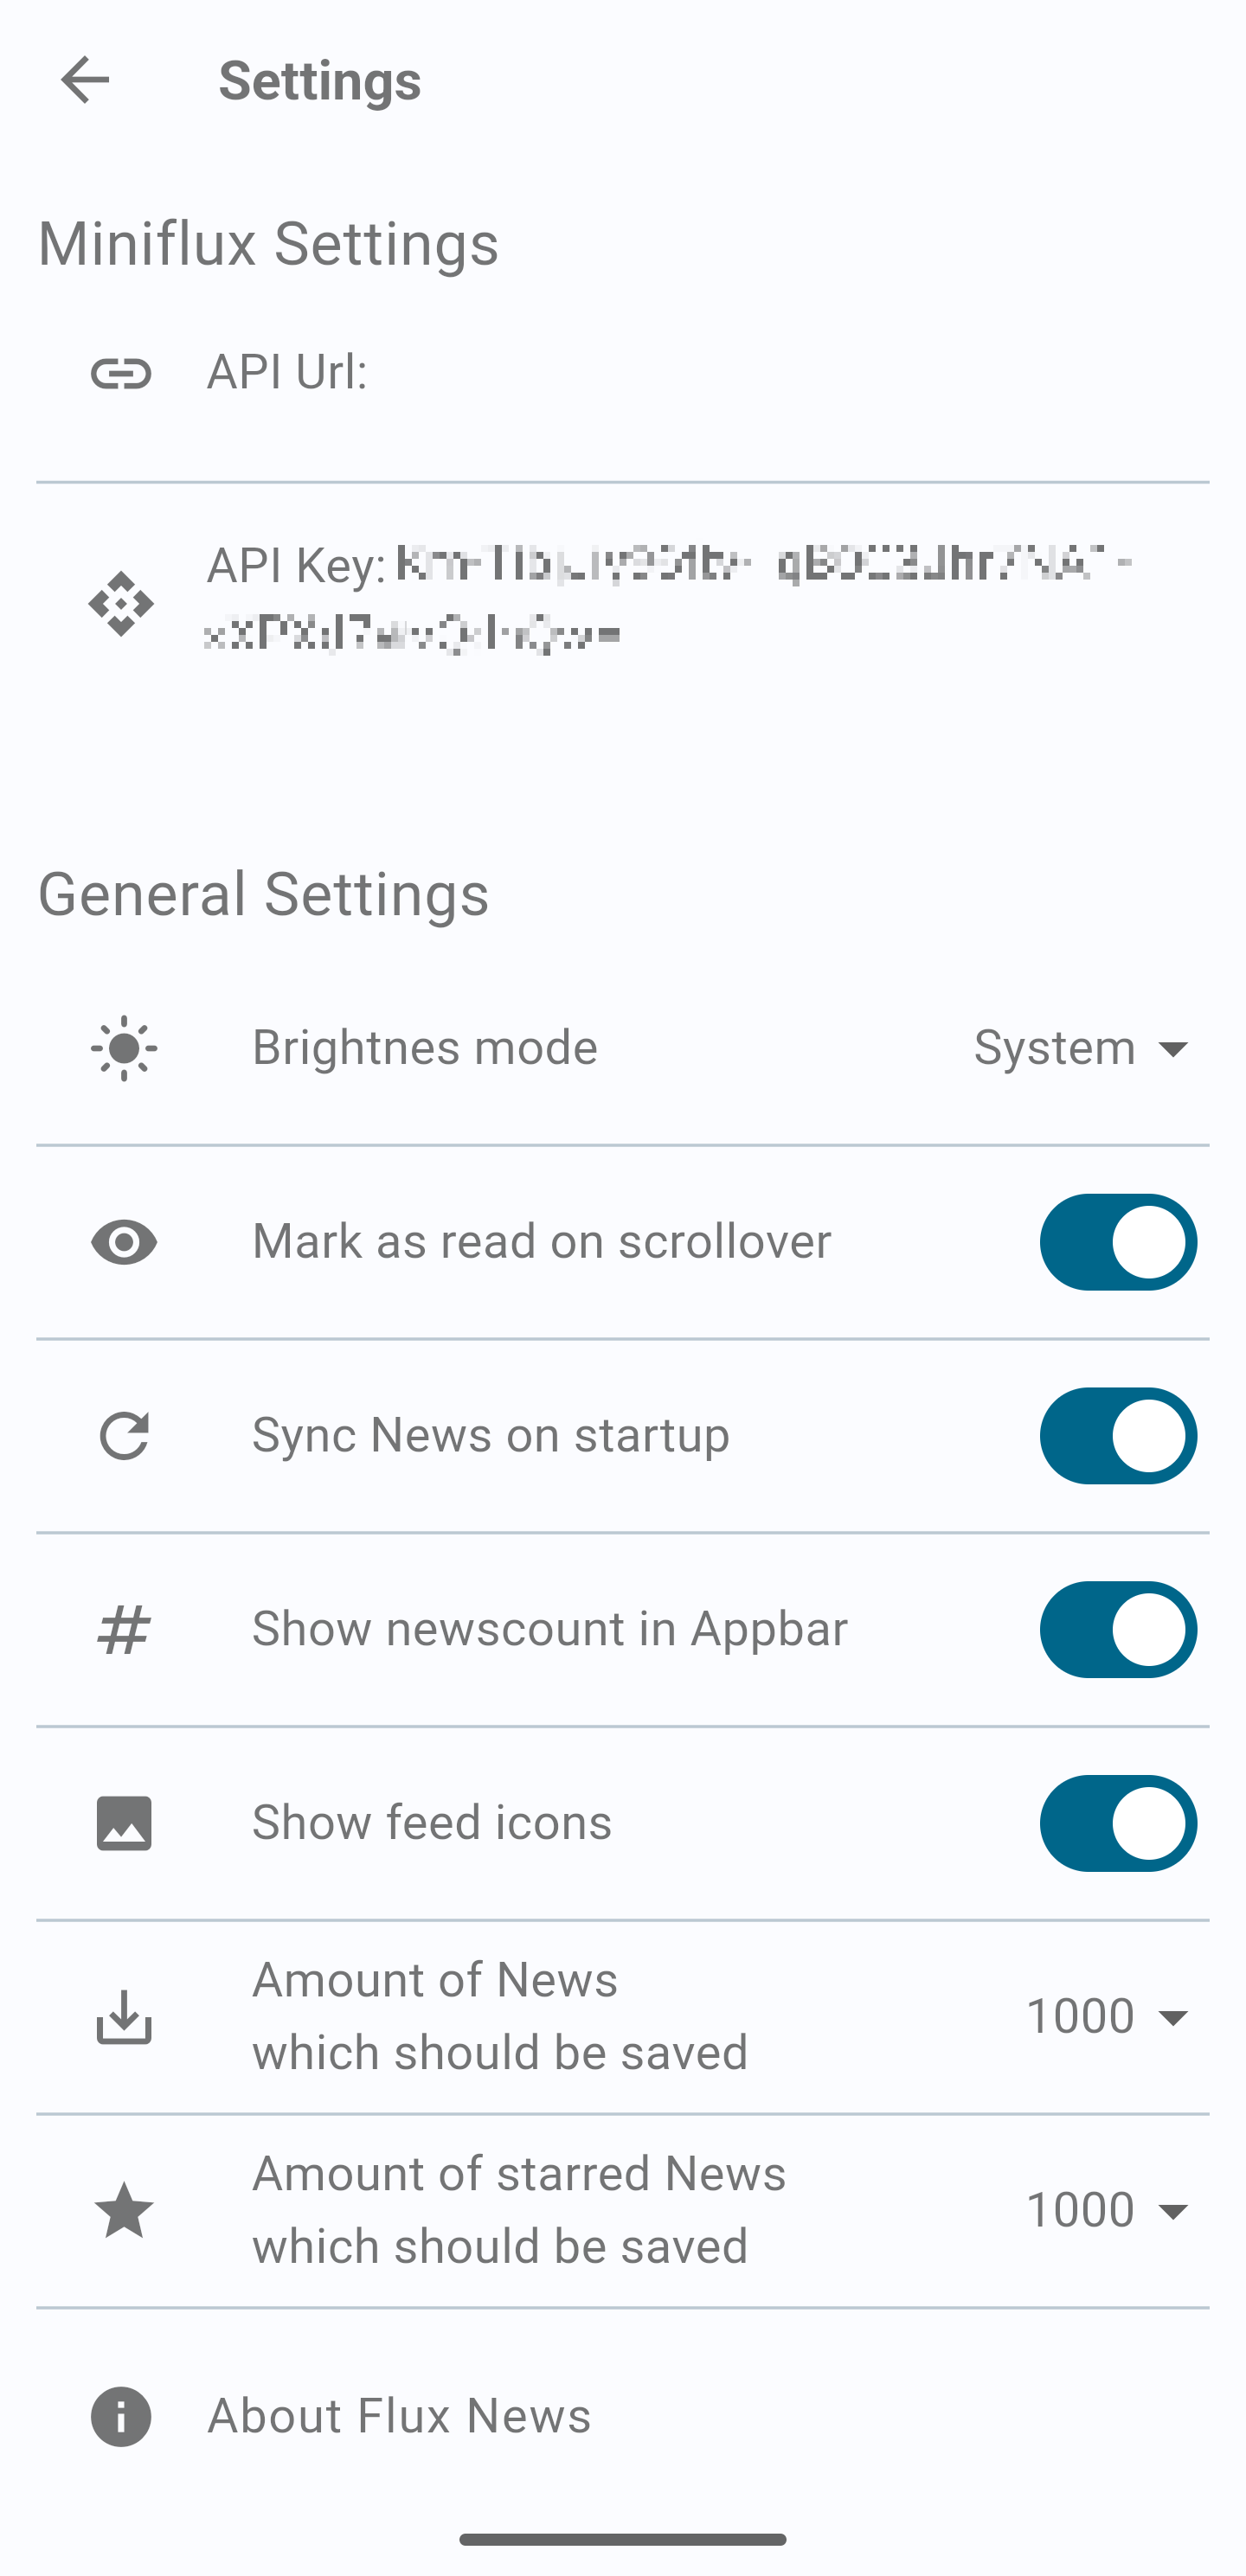 Settings
Miniflux Settings
API Url:
API Key:
General Settings
Brightnes mode
System
Mark as read on scrollover
Sync News on startup
Show newscount in Appbar
Show feed icons
Amount of News
which should be saved
1000
Amount of starred News
which should be saved
1000
About Flux News